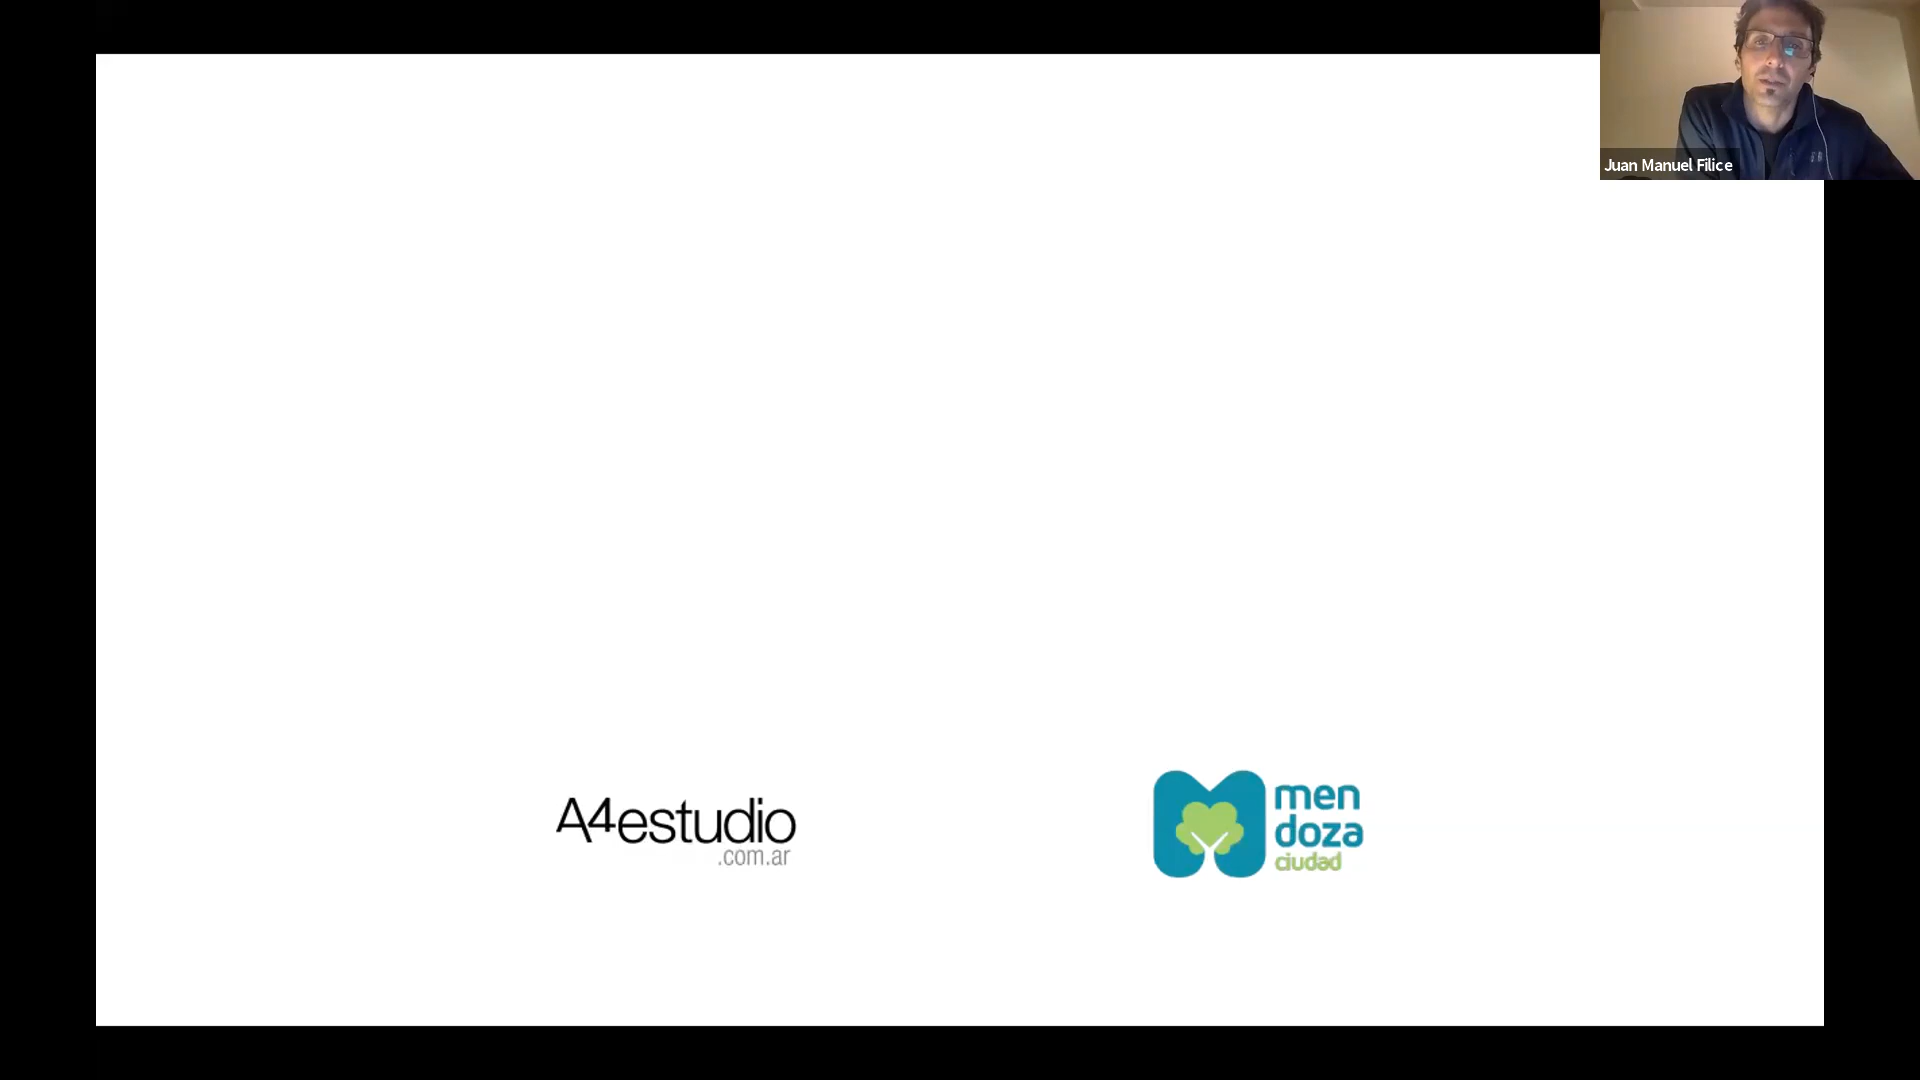 Juan Manuel Filice
A4estudio
.com.ar
men
doza
ciudad